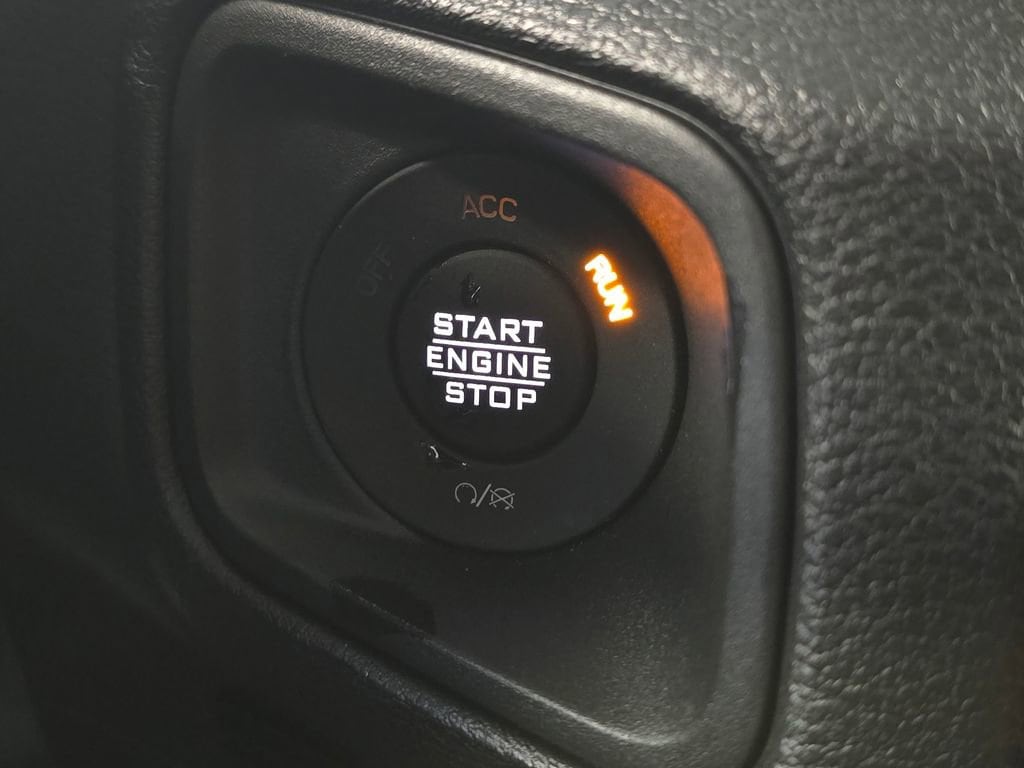 ACC
OFF
RUN
START
ENGINE
STOP